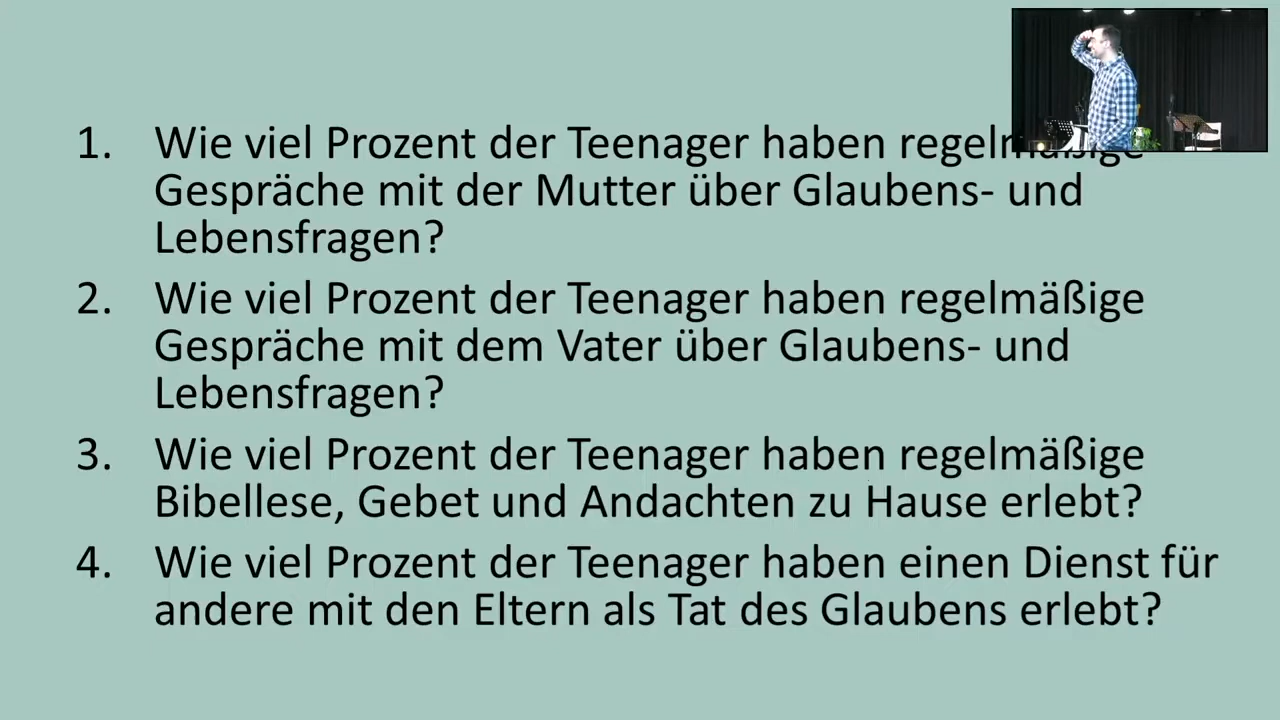 1. Wie viel Prozent der Teenager haben regelmäßige
Gespräche mit der Mutter über Glaubens- und
Lebensfragen?
2. Wie viel Prozent der Teenager haben regelmäßige
Gespräche mit dem Vater über Glaubens- und
Lebensfragen?
3. Wie viel Prozent der Teenager haben regelmäßige
Bibellese, Gebet und Andachten zu Hause erlebt?
4. Wie viel Prozent der Teenager haben einen Dienst für
andere mit den Eltern als Tat des Glaubens erlebt?